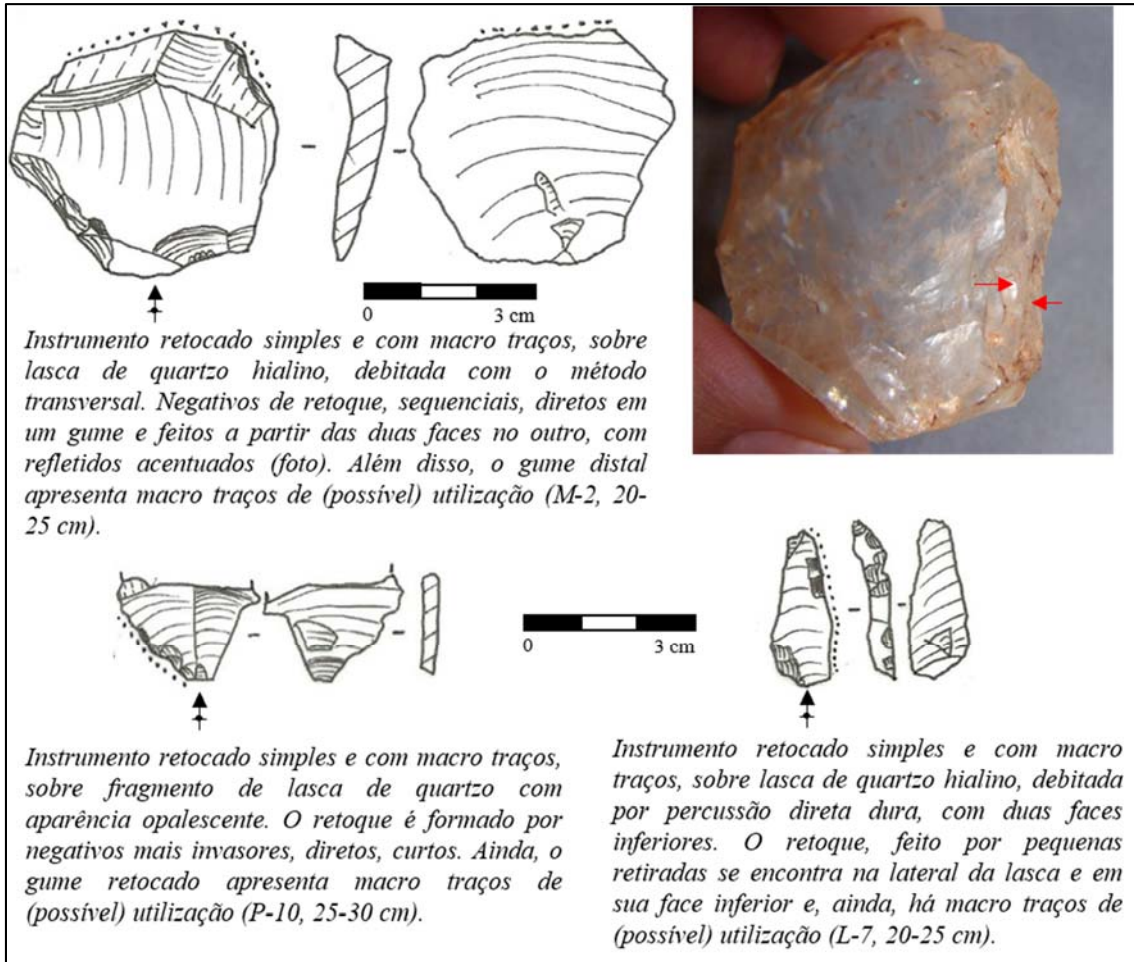 0 3 cm
Instrumento retocado simples e com macro traços, sobre
lasca de quartzo hialino, debitada com o método
transversal. Negativos de retoque, sequenciais, diretos em
um gume e feitos a partir das duas faces no outro, com
refletidos acentuados (foto). Além disso, o gume distal
apresenta macro traços de (possível) utilização (M-2, 20-
25 cm).
0 3 cm
Instrumento retocado simples e com macro traços,
sobre fragmento de lasca de quartzo com
aparência opalescente. O retoque é formado por
negativos mais invasores, diretos, curtos. Ainda, o
gume retocado apresenta macro traços de
(possível) utilização (P-10, 25-30 cm).
Instrumento retocado simples e com macro
traços, sobre lasca de quartzo hialino, debitada
por percussão direta dura, com duas faces
inferiores. O retoque, feito por pequenas
retiradas se encontra na lateral da lasca e em
sua face inferior e, ainda, há macro traços de
(possível) utilização (L-7, 20-25 cm).